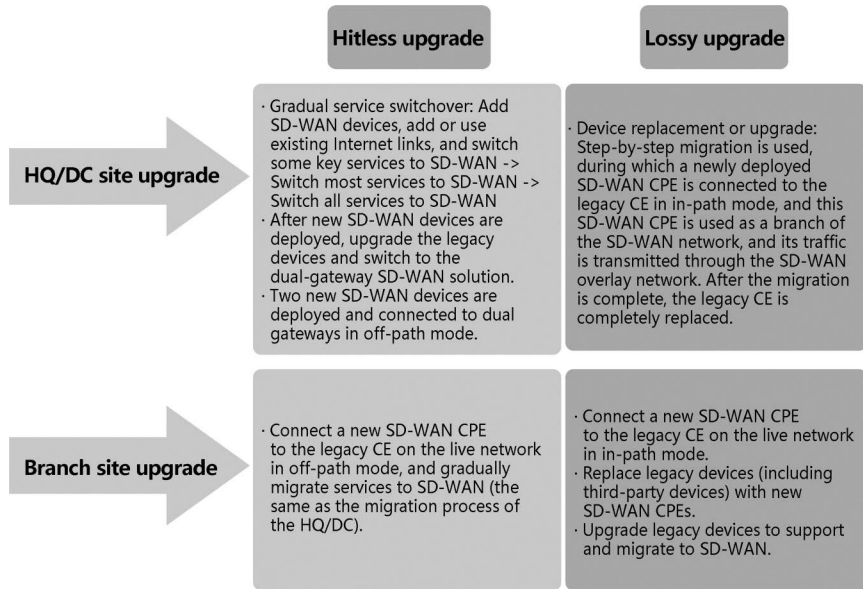 Hitless upgrade
Lossy upgrade
HQ/DC site upgrade
· Gradual service switchover: Add
SD-WAN devices, add or use
existing Internet links, and switch
some key services to SD-WAN ->
Switch most services to SD-WAN ->
Switch all services to SD-WAN
· After new SD-WAN devices are
deployed, upgrade the legacy
devices and switch to the
dual-gateway SD-WAN solution.
· Two new SD-WAN devices are
deployed and connected to dual
gateways in off-path mode.
· Device replacement or upgrade:
Step-by-step migration is used,
during which a newly deployed
SD-WAN CPE is connected to the
legacy CE in in-path mode, and this
SD-WAN CPE is used as a branch of
the SD-WAN network, and its traffic
is transmitted through the SD-WAN
overlay network. After the migration
is complete, the legacy CE is
completely replaced.
Branch site upgrade
· Connect a new SD-WAN CPE
to the legacy CE on the live network
in off-path mode, and gradually
migrate services to SD-WAN (the
same as the migration process of
the HQ/DC).
· Connect a new SD-WAN CPE
to the legacy CE on the live network
in in-path mode.
· Replace legacy devices (including
third-party devices) with new
SD-WAN CPEs.
· Upgrade legacy devices to support
and migrate to SD-WAN.